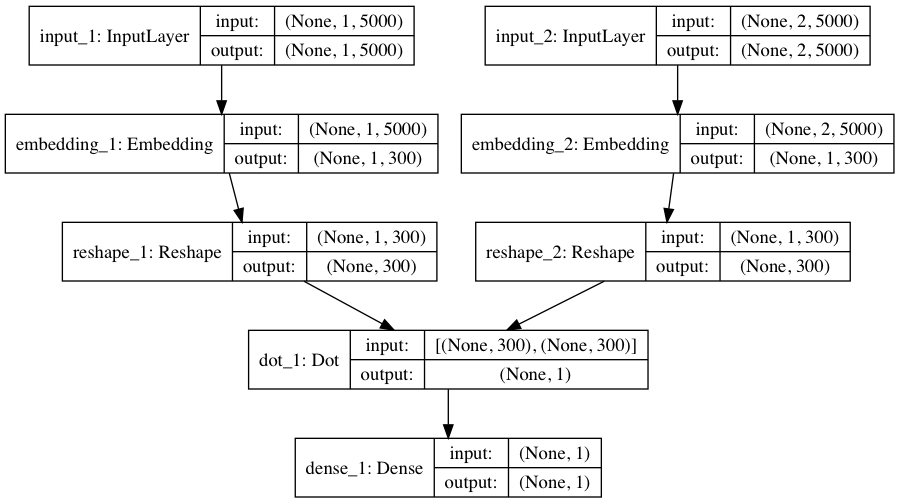 input_1: InputLayer
input: (None, 1, 5000)
output: (None, 1, 5000)
input_2: InputLayer
input: (None, 2, 5000)
output: (None, 2, 5000)
embedding_1: Embedding
input: (None, 1, 5000)
output: (None, 1, 300)
embedding_2: Embedding
input: (None, 2, 5000)
output: (None, 1, 300)
reshape_1: Reshape
input: (None, 1, 300)
output: (None, 300)
reshape_2: Reshape
input: (None, 1, 300)
output: (None, 300)
dot_1: Dot
input: [(None, 300), (None, 300)]
output: (None, 1)
dense_1: Dense
input: (None, 1)
output: (None, 1)